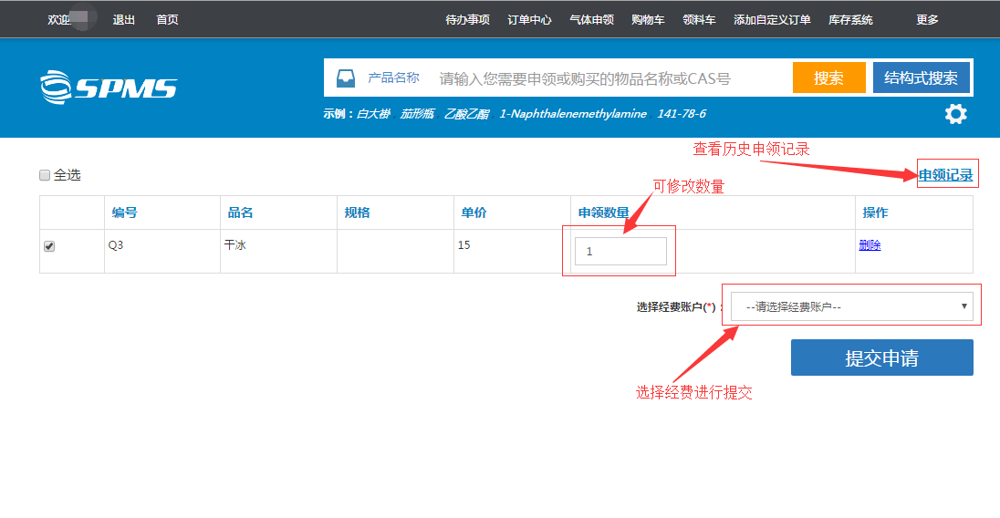 欢迎 退出 首页 待办事项 订单中心 气体申领 购物车 领料车 添加自定义订单 库存系统 更多
SPMS
产品名称 请输入您需要申领或购买的物品名称或CAS号 搜索 结构式搜索
示例：白大褂 茄形瓶 乙酸乙酯 1-Naphthalenemethylamine 141-78-6
查看历史申领记录
全选 申领记录
可修改数量
编号 品名 规格 单价 申领数量 操作
Q3 干冰 15 1 删除
选择经费账户(*)： --请选择经费账户--
提交申请
选择经费进行提交